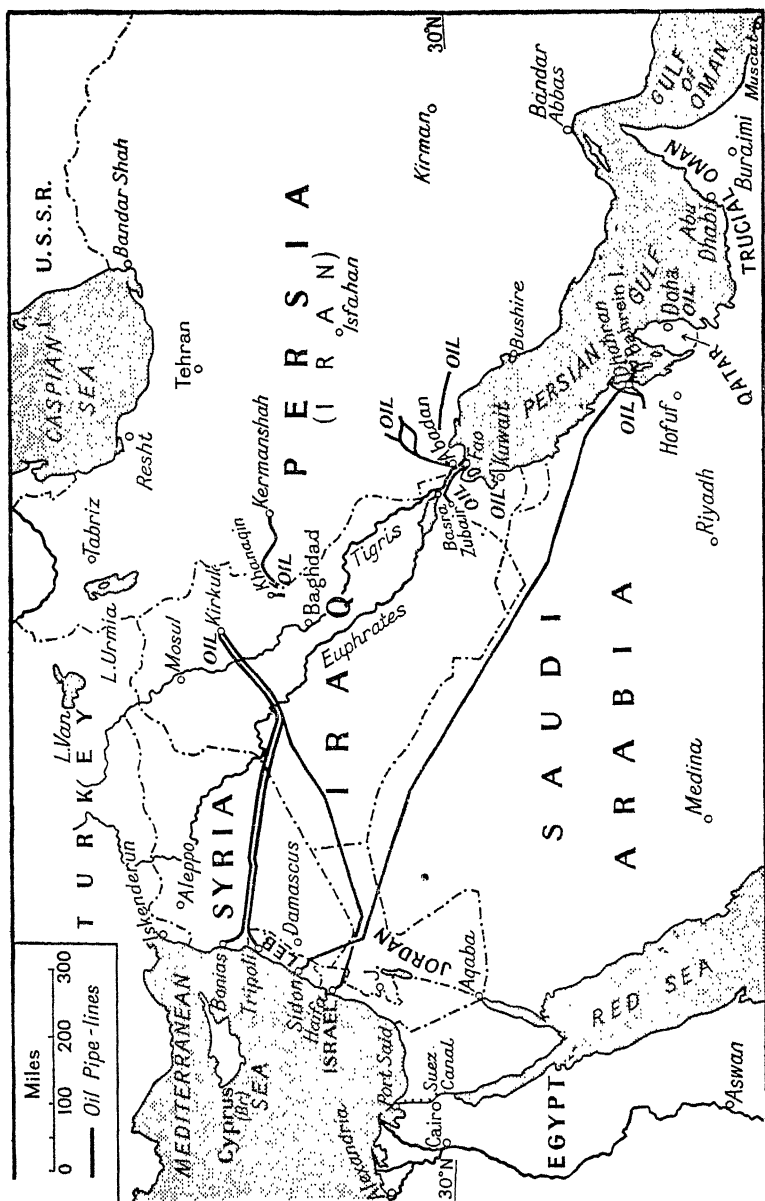 Miles
0 100 200 300
Oil Pipe-lines
TURKEY
L.Van
L.Urmia
Tabriz
CASPIAN
SEA
Resht
U.S.S.R.
Bandar Shah
Tehran
Iskenderun
Aleppo
SYRIA
Mosul
OIL
Kirkuk
Khanaqin
OIL
Kermanshah
PERSIA
(IRAN)
Isfahan
Kirman
30°N
MEDITERRANEAN
SEA
Cyprus
(Br)
Bonias
Tripoli
LEB
Damascus
Sidon
Haifa
ISRAEL
J
JORDAN
Baghdad
IRAQ
Tigris
Euphrates
OIL
OIL
Abadan
Fao
Basra
Zubair
OIL
OIL
Kuwait
Bushire
PERSIAN
GULF
Bandar
Abbas
GULF
OF
OMAN
Muscat
Alexandria
Port Said
Cairo
Suez
Canal
30°N
Aqaba
EGYPT
Aswan
RED SEA
SAUDI
ARABIA
Medina
Riyadh
Hofuf
OIL
Dhahran
Bahrein I.
Doha
OIL
QATAR
Abu
Dhabi
TRUCIAL OMAN
Buraimi